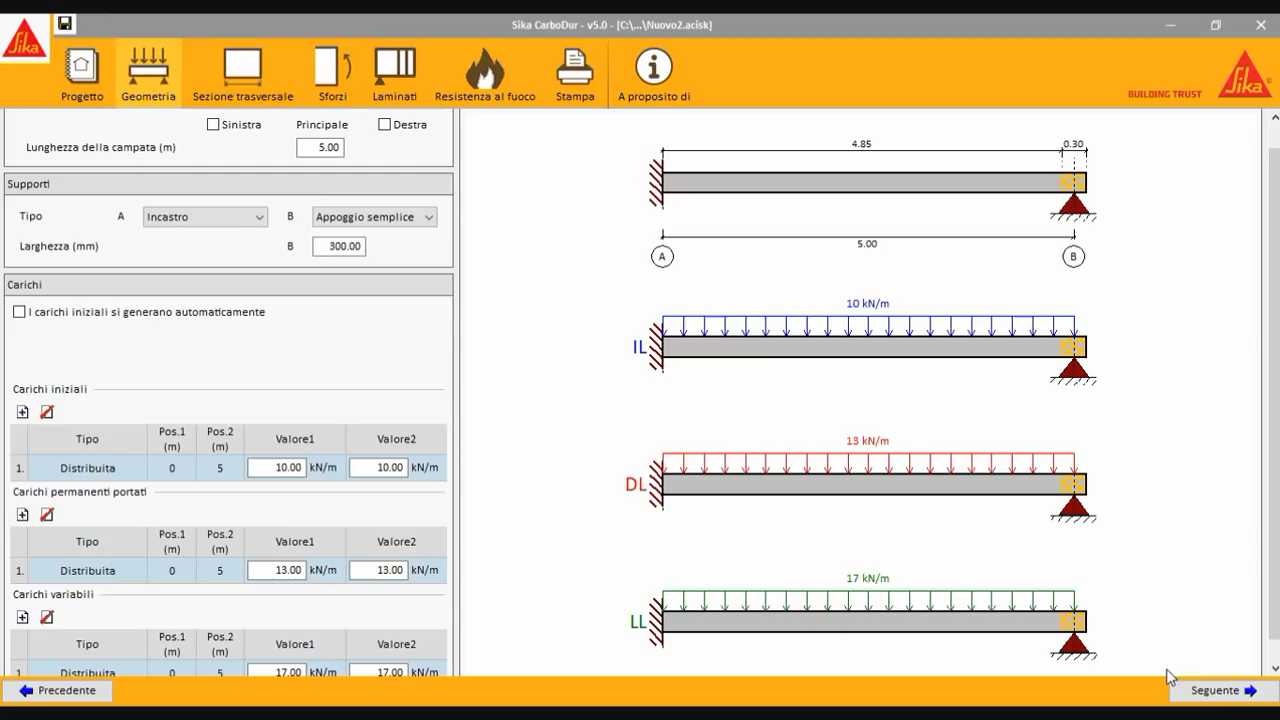 Sika CarboDur - v5.0 - [C:\...\Nuovo2.acisk]
Sika
Progetto
Geometria
Sezione trasversale
Sforzi
Laminati
Resistenza al fuoco
Stampa
A proposito di
BUILDING TRUST
Sika
Sinistra Principale Destra
Lunghezza della campata (m) 5.00
Supporti
Tipo A Incastro B Appoggio semplice
Larghezza (mm) B 300.00
Carichi
I carichi iniziali si generano automaticamente
Carichi iniziali
Tipo Pos.1 (m) Pos.2 (m) Valore1 Valore2
1. Distribuita 0 5 10.00 kN/m 10.00 kN/m
Carichi permanenti portati
Tipo Pos.1 (m) Pos.2 (m) Valore1 Valore2
1. Distribuita 0 5 13.00 kN/m 13.00 kN/m
Carichi variabili
Tipo Pos.1 (m) Pos.2 (m) Valore1 Valore2
1. Distribuita 0 5 17.00 kN/m 17.00 kN/m
4.85 0.30
5.00
A B
10 kN/m
IL
13 kN/m
DL
17 kN/m
LL
Precedente
Seguente